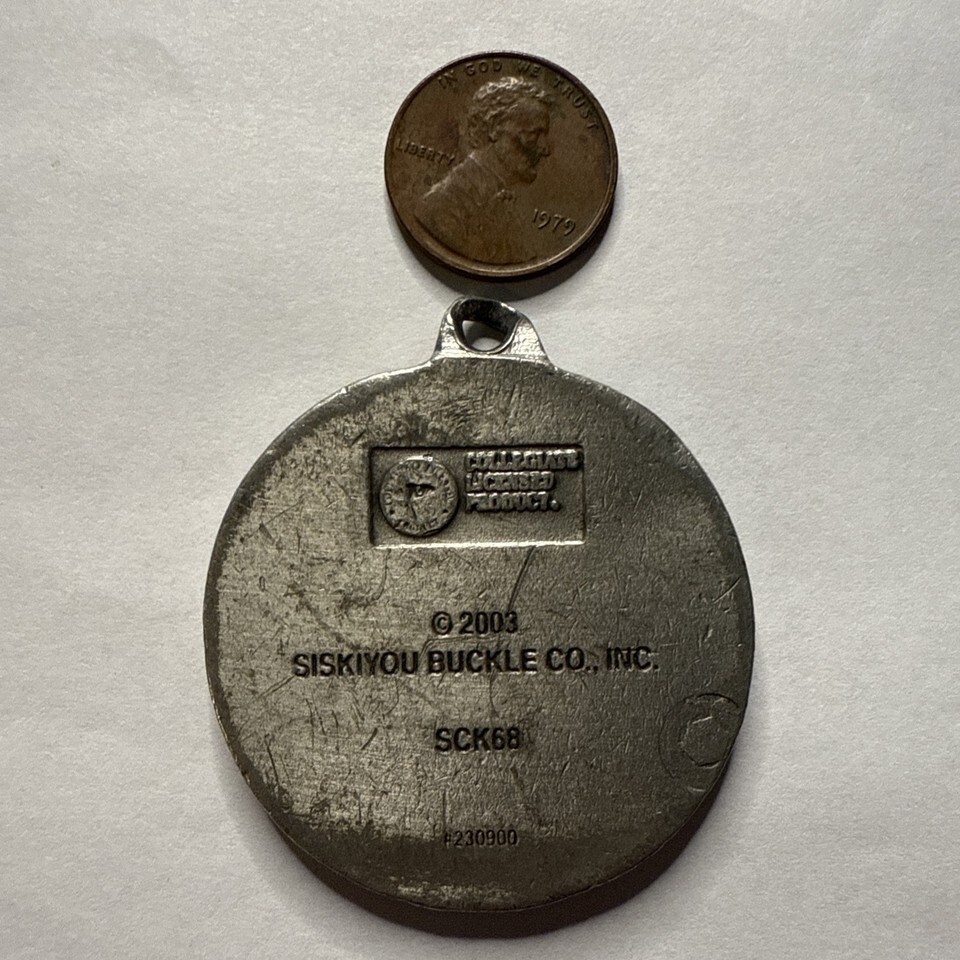 IN GOD WE TRUST
LIBERTY
1979
COLLEGIATE
LICENSED
PRODUCT®
© 2003
SISKIYOU BUCKLE CO., INC.
SCK68
#230900